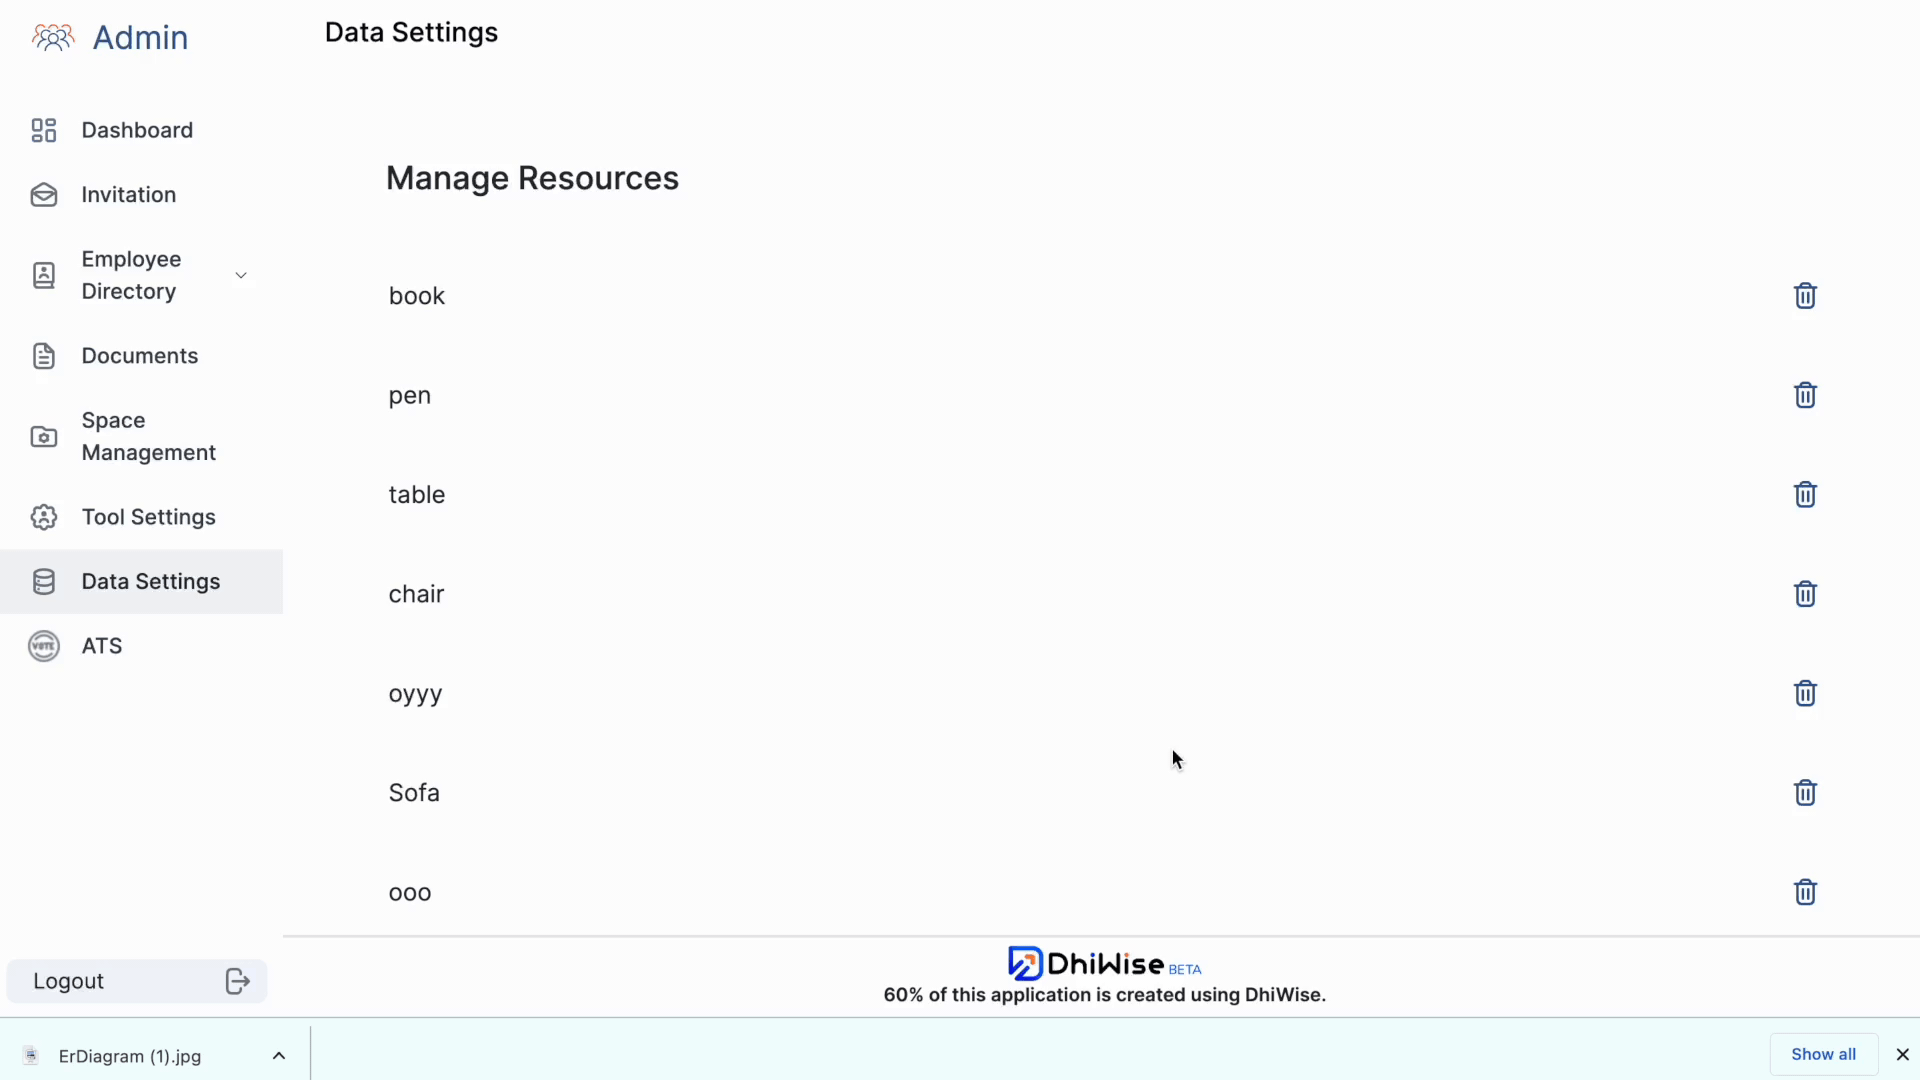 Admin
Data Settings
Dashboard
Invitation
Employee
Directory
Documents
Space
Management
Tool Settings
Data Settings
VOTE
ATS
Logout
Manage Resources
book
pen
table
chair
oyyy
Sofa
ooo
DhiWise BETA
60% of this application is created using DhiWise.
ErDiagram (1).jpg
Show all